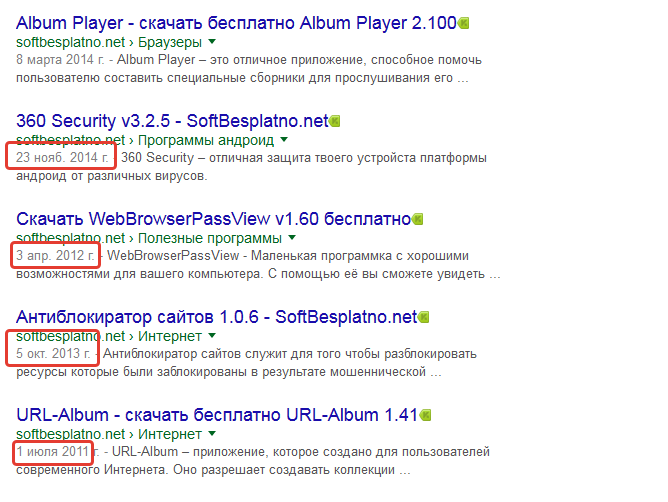 Album Player - скачать бесплатно Album Player 2.100
softbesplatno.net › Браузеры
8 марта 2014 г. - Album Player – это отличное приложение, способное помочь
пользователю составить специальные сборники для прослушивания его ...
360 Security v3.2.5 - SoftBesplatno.net
softbesplatno.net › Программы андроид
23 нояб. 2014 г. - 360 Security – отличная защита твоего устройста платформы
андроид от различных вирусов.
Скачать WebBrowserPassView v1.60 бесплатно
softbesplatno.net › Полезные программы
3 апр. 2012 г. - WebBrowserPassView - Маленькая программка с хорошими
возможностями для вашего компьютера. С помощью её вы сможете увидеть ...
Антиблокиратор сайтов 1.0.6 - SoftBesplatno.net
softbesplatno.net › Интернет
5 окт. 2013 г. - Антиблокиратор сайтов служит для того чтобы разблокировать
ресурсы которые были заблокированы в результате мошеннической ...
URL-Album - скачать бесплатно URL-Album 1.41
softbesplatno.net › Интернет
1 июля 2011 г. - URL-Album – приложение, которое создано для пользователей
современного Интернета. Оно разрешает создавать коллекции ...